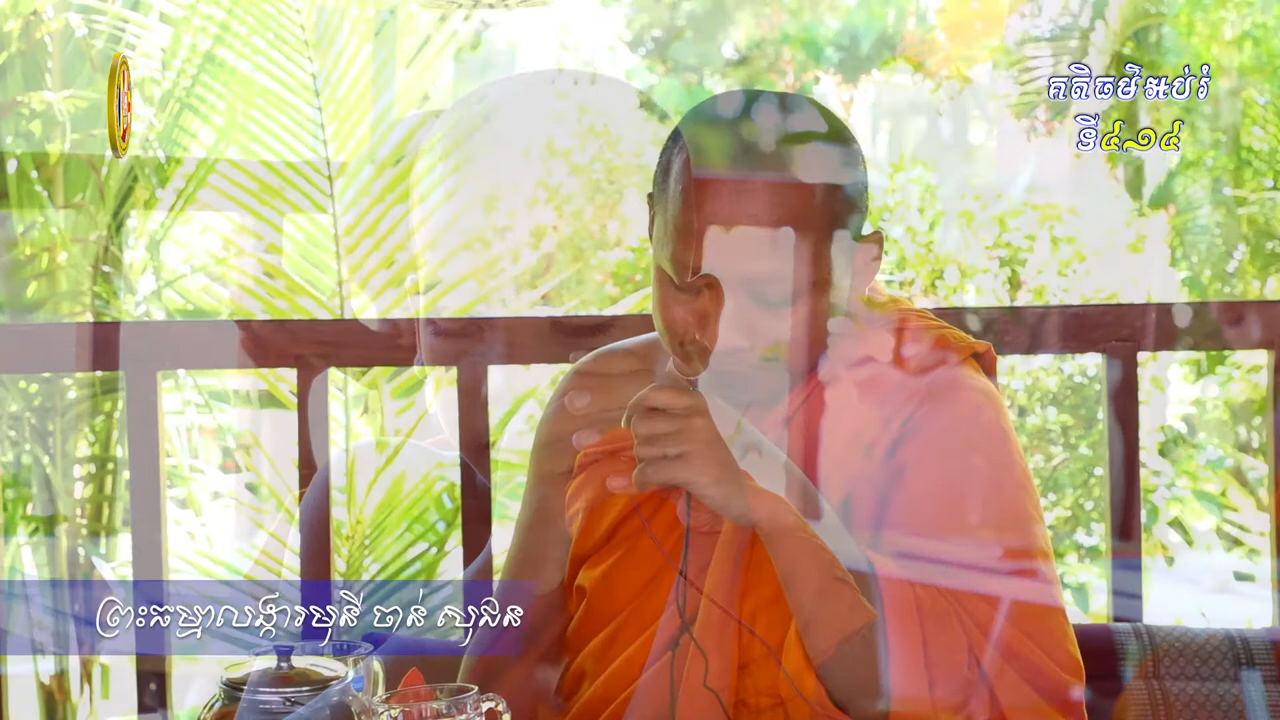 គតិធម៌អប់រំ
ទី៤១៤
ព្រះធម្មាលង្ការមុនី ចាន់ សុជន